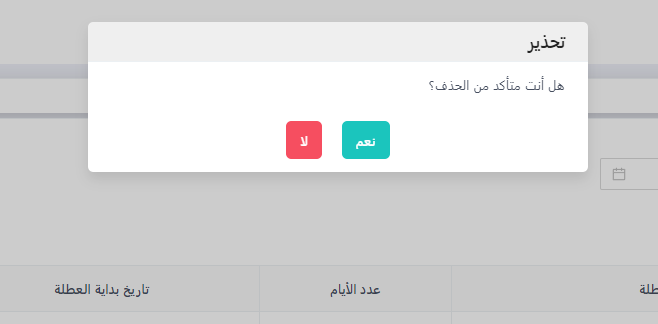 تحذير
هل أنت متأكد من الحذف؟
نعم
لا
عدد الأيام
تاريخ بداية العطلة